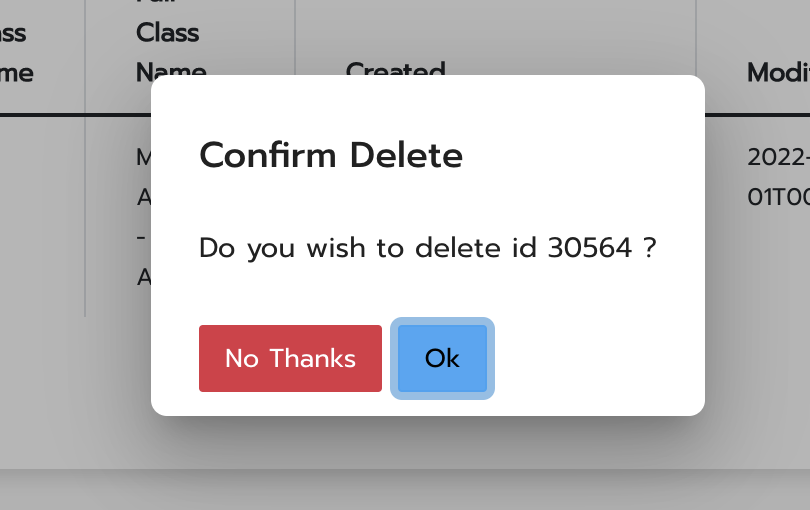 Class
Name
Created
Confirm Delete
Do you wish to delete id 30564 ?
No Thanks
Ok